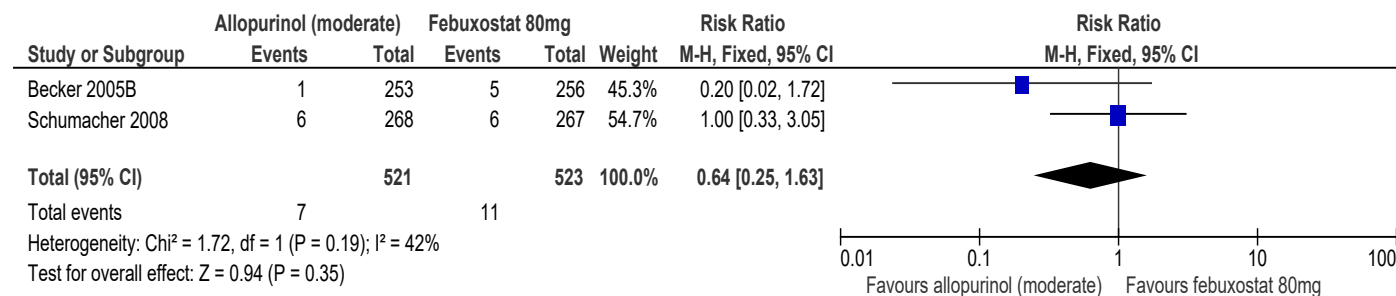 Allopurinol (moderate) Febuxostat 80mg Risk Ratio Risk Ratio
Study or Subgroup Events Total Events Total Weight M-H, Fixed, 95% CI M-H, Fixed, 95% CI
Becker 2005B 1 253 5 256 45.3% 0.20 [0.02, 1.72]
Schumacher 2008 6 268 6 267 54.7% 1.00 [0.33, 3.05]
Total (95% CI) 521 523 100.0% 0.64 [0.25, 1.63]
Total events 7 11
Heterogeneity: Chi² = 1.72, df = 1 (P = 0.19); I² = 42%
Test for overall effect: Z = 0.94 (P = 0.35)
0.01 0.1 1 10 100
Favours allopurinol (moderate) Favours febuxostat 80mg